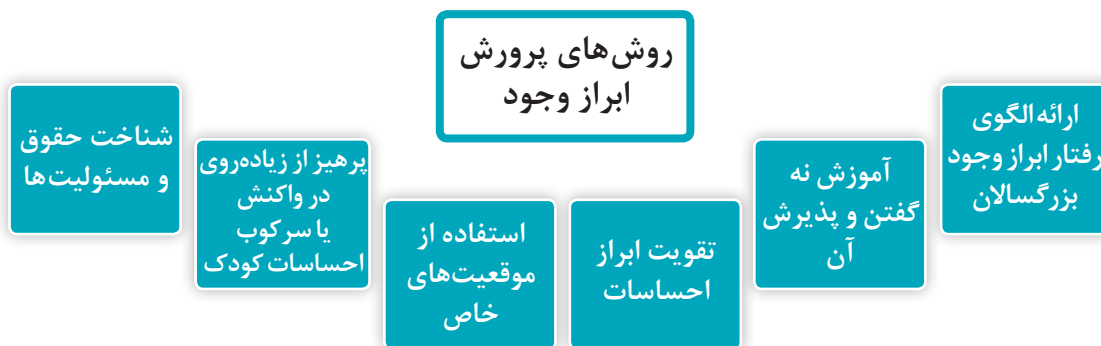 روش‌های پرورش
ابراز وجود
ارائه الگوی
رفتار ابراز وجود
بزرگسالان
آموزش نه
گفتن و پذیرش
آن
تقویت ابراز
احساسات
استفاده از
موقعیت‌های
خاص
پرهیز از زیاده‌روی
در واکنش
یا سرکوب
احساسات کودک
شناخت حقوق
و مسئولیت‌ها